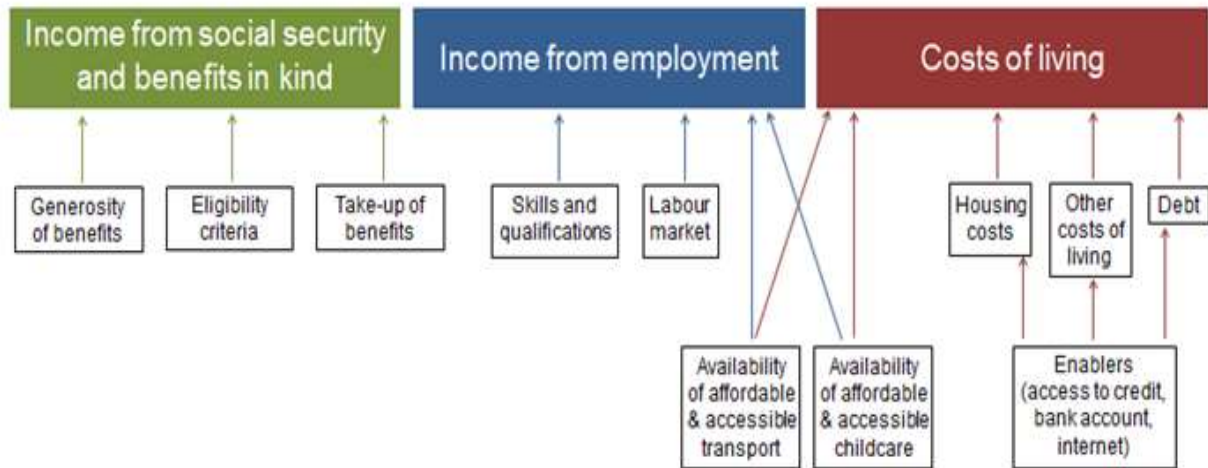 Income from social security
and benefits in kind
Income from employment
Costs of living
Generosity
of benefits
Eligibility
criteria
Take-up of
benefits
Skills and
qualifications
Labour
market
Housing
costs
Other
costs of
living
Debt
Availability
of affordable
& accessible
transport
Availability
of affordable
& accessible
childcare
Enablers
(access to credit,
bank account,
internet)